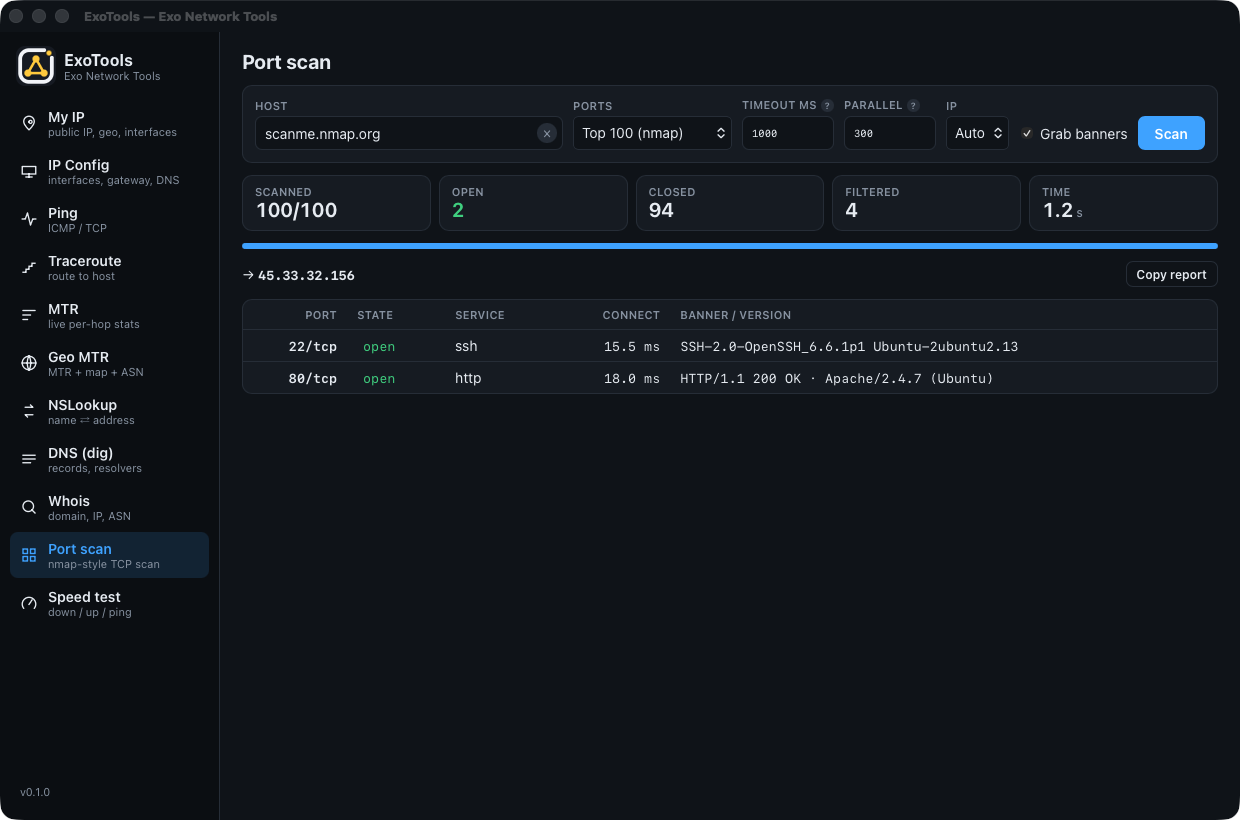 ExoTools — Exo Network Tools
ExoTools
Exo Network Tools
My IP
public IP, geo, interfaces
IP Config
interfaces, gateway, DNS
Ping
ICMP / TCP
Traceroute
route to host
MTR
live per-hop stats
Geo MTR
MTR + map + ASN
NSLookup
name ⇄ address
DNS (dig)
records, resolvers
Whois
domain, IP, ASN
Port scan
nmap-style TCP scan
Speed test
down / up / ping
v0.1.0
Port scan
HOST PORTS TIMEOUT MS ? PARALLEL ? IP
scanme.nmap.org × Top 100 (nmap) 1000 300 Auto ✓ Grab banners Scan
SCANNED OPEN CLOSED FILTERED TIME
100/100 2 94 4 1.2 s
→ 45.33.32.156 Copy report
PORT STATE SERVICE CONNECT BANNER / VERSION
22/tcp open ssh 15.5 ms SSH-2.0-OpenSSH_6.6.1p1 Ubuntu-2ubuntu2.13
80/tcp open http 18.0 ms HTTP/1.1 200 OK · Apache/2.4.7 (Ubuntu)